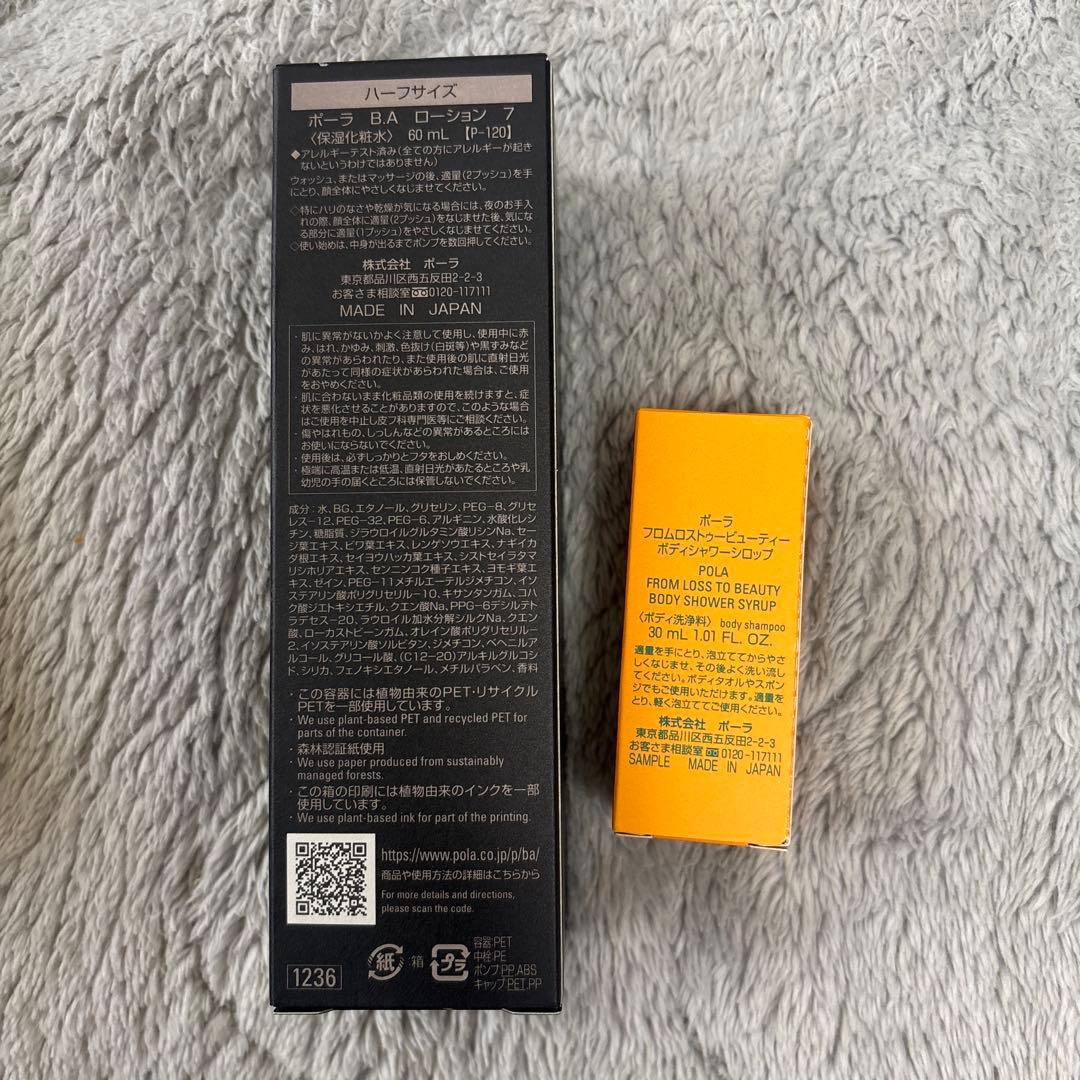 ハーフサイズ
ポーラ B.A ローション 7
〈保湿化粧水〉 60 mL 【P-120】
◆アレルギーテスト済み(全ての方にアレルギーが起き
ないというわけではありません)
ウォッシュ、またはマッサージの後、適量(2プッシュ)を手
にとり、顔全体にやさしくなじませてください。
◇特にハリのなさや乾燥が気になる場合には、夜のお手入
れの際、顔全体に適量(2プッシュ)をなじませた後、気にな
る部分に適量(1プッシュ)をやさしくなじませてください。
◇使い始めは、中身が出るまでポンプを数回押してください。
株式会社 ポーラ
東京都品川区西五反田2-2-3
お客さま相談室0120-117111
MADE IN JAPAN
・肌に異常がないかよく注意して使用し、使用中に赤
み、はれ、かゆみ、刺激、色抜け(白斑等)や黒ずみなど
の異常があらわれたり、また使用後の肌に直射日光
があたって同様の症状があらわれた場合は、ご使用
をおやめください。
・肌に合わないまま化粧品類の使用を続けますと、症
状を悪化させることがありますので、このような場合
はご使用を中止し皮フ科専門医等にご相談ください。
・傷やはれもの、しっしんなどの異常があるところには
お使いにならないでください。
・使用後は、必ずしっかりとフタをおしめください。
・極端に高温または低温、直射日光があたるところや乳
幼児の手の届くところには保管しないでください。
成分:水、BG、エタノール、グリセリン、PEG-8、グリセ
レス-12、PEG-32、PEG-6、アルギニン、水酸化レシ
チン、糖脂質、ジラウロイルグルタミン酸リシンNa、セー
ジ葉エキス、ビワ葉エキス、レンゲソウエキス、ナギイカ
ダ根エキス、セイヨウハッカ葉エキス、シストセイラタマ
リシホリアエキス、センニンコク種子エキス、ヨモギ葉エ
キス、ゼイン、PEG-11メチルエーテルジメチコン、イソ
ステアリン酸ポリグリセリル-10、キサンタンガム、コハ
ク酸ジエトキシエチル、クエン酸Na、PPG-6デシルテト
ラデセス-20、ラウロイル加水分解シルクNa、クエン
酸、ローカストビーンガム、オレイン酸ポリグリセリル-
2、イソステアリン酸ソルビタン、ジメチコン、ベヘニルア
ルコール、グリコール酸、(C12-20)アルキルグルコシ
ド、シリカ、フェノキシエタノール、メチルパラベン、香料
・この容器には植物由来のPET・リサイクル
PETを一部使用しています。
・We use plant-based PET and recycled PET for
parts of the container.
・森林認証紙使用
・We use paper produced from sustainably
managed forests.
・この箱の印刷には植物由来のインクを一部
使用しています。
・We use plant-based ink for part of the printing.
https://www.pola.co.jp/p/ba/
商品や使用方法の詳細はこちらから
For more details and directions,
please scan the code.
1236
紙 :箱
プラ
容器:PET
中栓:PE
ポンプ:PP,ABS
キャップ:PET,PP
ポーラ
フロムロストゥービューティー
ボディシャワーシロップ
POLA
FROM LOSS TO BEAUTY
BODY SHOWER SYRUP
〈ボディ洗浄料〉 body shampoo
30 mL 1.01 FL. OZ.
適量を手にとり、泡立ててからやさ
しくなじませ、その後よく洗い流し
てください。ボディタオルやスポン
ジでもご使用いただけます。適量を
とり、軽く泡立ててご使用ください。
株式会社 ポーラ
東京都品川区西五反田2-2-3
お客さま相談室 0120-117111
SAMPLE MADE IN JAPAN